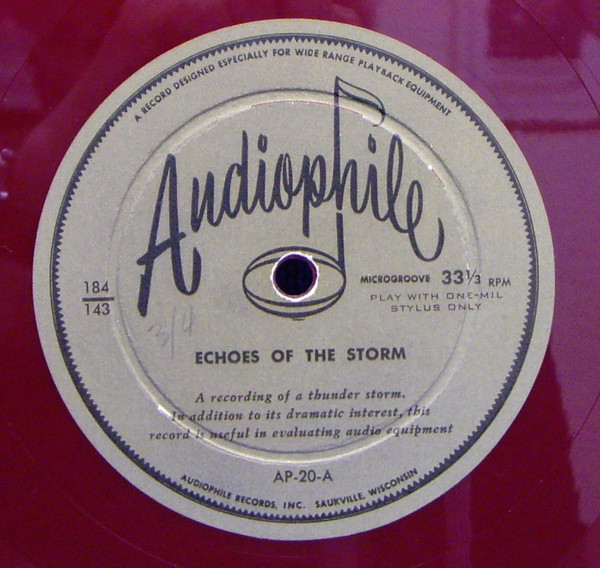 A RECORD DESIGNED ESPECIALLY FOR WIDE RANGE PLAYBACK EQUIPMENT
Audiophile
184
143
MICROGROOVE 33⅓ RPM
PLAY WITH ONE-MIL
STYLUS ONLY
3/4
ECHOES OF THE STORM
A recording of a thunder storm.
In addition to its dramatic interest, this
record is useful in evaluating audio equipment
AP-20-A
AUDIOPHILE RECORDS, INC. SAUKVILLE, WISCONSIN